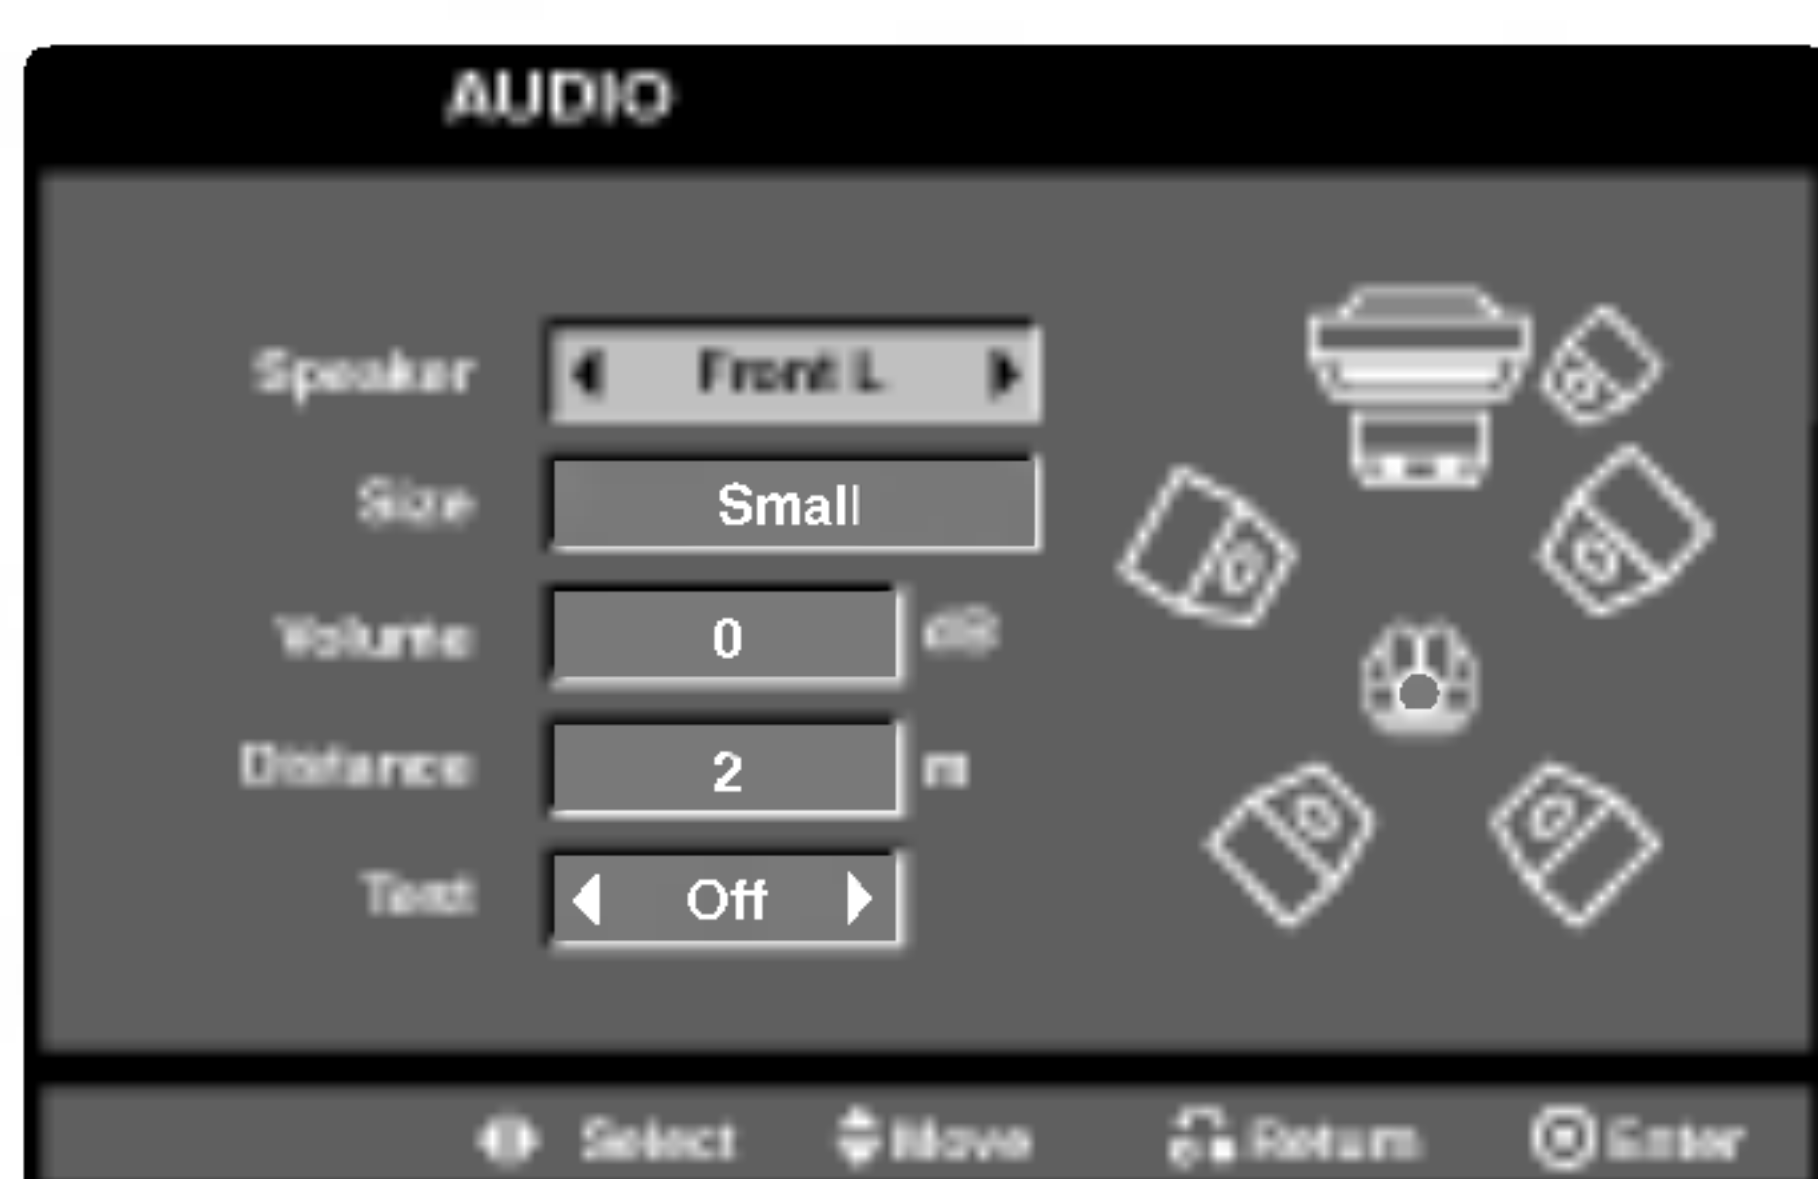 AUDIO
Speaker Front L
Size Small
Volume 0 dB
Distance 2 m
Test Off
Select Move Return Enter